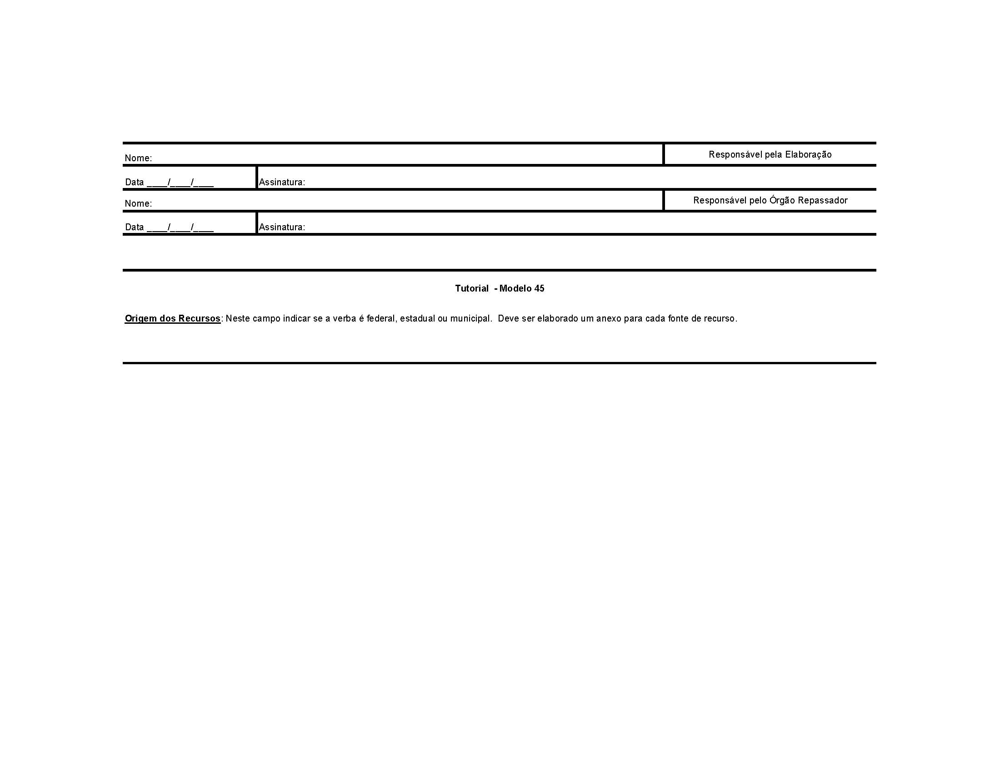 Nome: Responsável pela Elaboração
Data ____/____/____ Assinatura:
Nome: Responsável pelo Órgão Repassador
Data ____/____/____ Assinatura:
Tutorial  - Modelo 45
Origem dos Recursos: Neste campo indicar se a verba é federal, estadual ou municipal.  Deve ser elaborado um anexo para cada fonte de recurso.